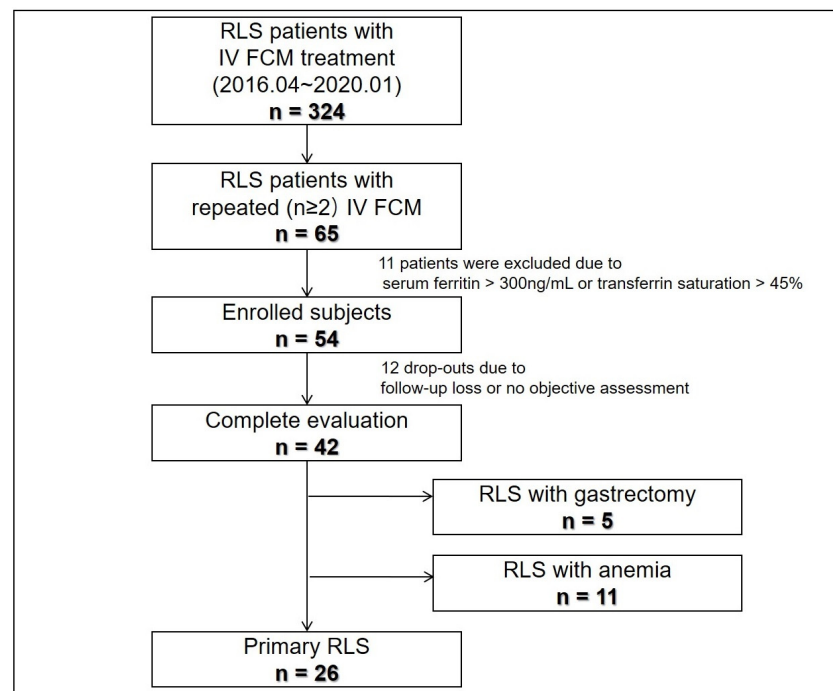 RLS patients with
IV FCM treatment
(2016.04~2020.01)
n = 324
RLS patients with
repeated (n≥2) IV FCM
n = 65
11 patients were excluded due to
serum ferritin > 300ng/mL or transferrin saturation > 45%
Enrolled subjects
n = 54
12 drop-outs due to
follow-up loss or no objective assessment
Complete evaluation
n = 42
RLS with gastrectomy
n = 5
RLS with anemia
n = 11
Primary RLS
n = 26